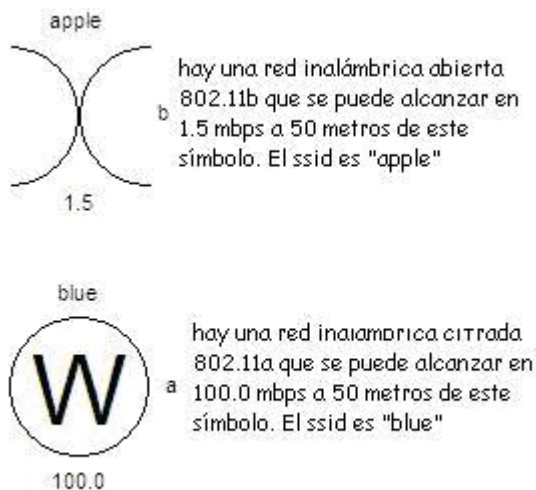 apple
hay una red inalámbrica abierta
802.11b que se puede alcanzar en
1.5 mbps a 50 metros de este
símbolo. El ssid es "apple"
b
1.5
blue
hay una red inalambrica cifrada
802.11a que se puede alcanzar en
100.0 mbps a 50 metros de este
símbolo. El ssid es "blue"
W
a
100.0